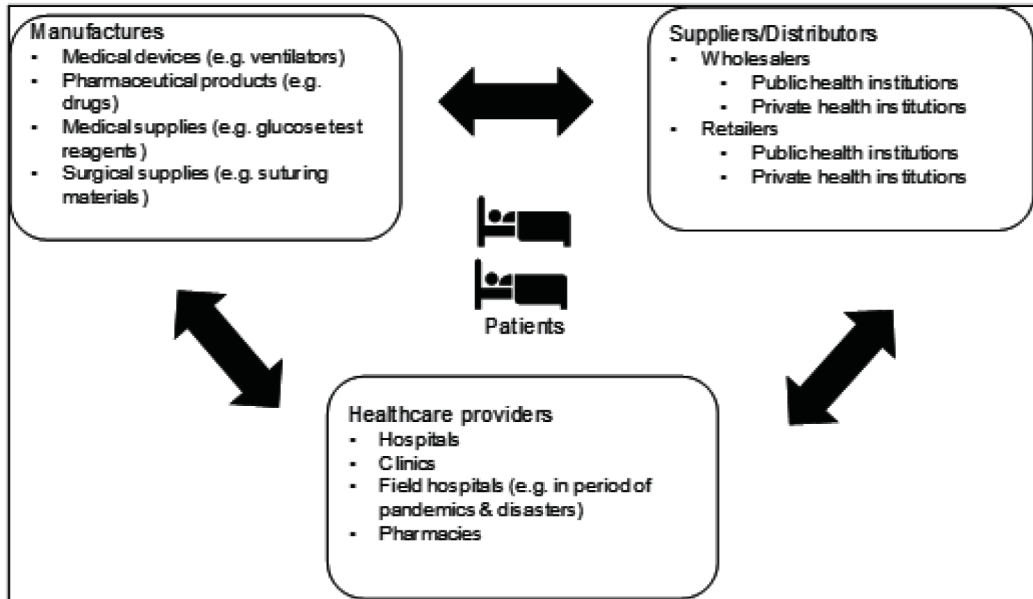 Manufactures
▪ Medical devices (e.g. ventilators)
▪ Pharmaceutical products (e.g.
drugs)
▪ Medical supplies (e.g. glucose test
reagents)
▪ Surgical supplies (e.g. suturing
materials)
Suppliers/Distributors
▪ Wholesalers
▪ Public health institutions
▪ Private health institutions
▪ Retailers
▪ Public health institutions
▪ Private health institutions
Patients
Healthcare providers
▪ Hospitals
▪ Clinics
▪ Field hospitals (e.g. in period of
pandemics & disasters)
▪ Pharmacies